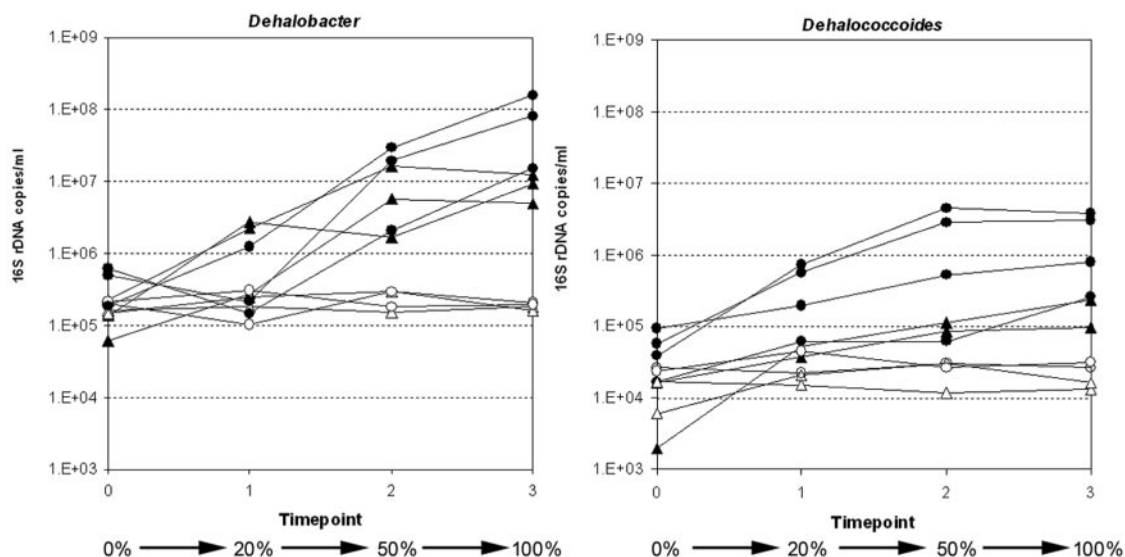 Dehalobacter
1.E+09
1.E+08
1.E+07
1.E+06
1.E+05
1.E+04
1.E+03
16S rDNA copies/ml
0 1 2 3
Timepoint
0% 20% 50% 100%
Dehalococcoides
1.E+09
1.E+08
1.E+07
1.E+06
1.E+05
1.E+04
1.E+03
16S rDNA copies/ml
0 1 2 3
Timepoint
0% 20% 50% 100%